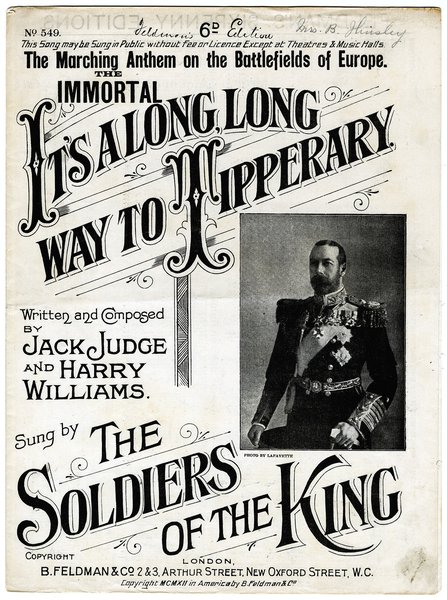 No 549. Feldman's 6D Edition Mrs. B. Hinsley
This Song may be Sung in Public without Fee or Licence Except at Theatres & Music Halls.
The Marching Anthem on the Battlefields of Europe.
THE
IMMORTAL
IT'S A LONG, LONG
WAY TO TIPPERARY.
Written and Composed
BY
JACK JUDGE
AND HARRY
WILLIAMS.
PHOTO BY LAFAYETTE
Sung by THE
SOLDIERS
OF THE KING
COPYRIGHT
LONDON,
B. FELDMAN & CO 2 & 3, ARTHUR STREET, NEW OXFORD STREET, W.C.
Copyright MCMXII in America by B. Feldman & Co